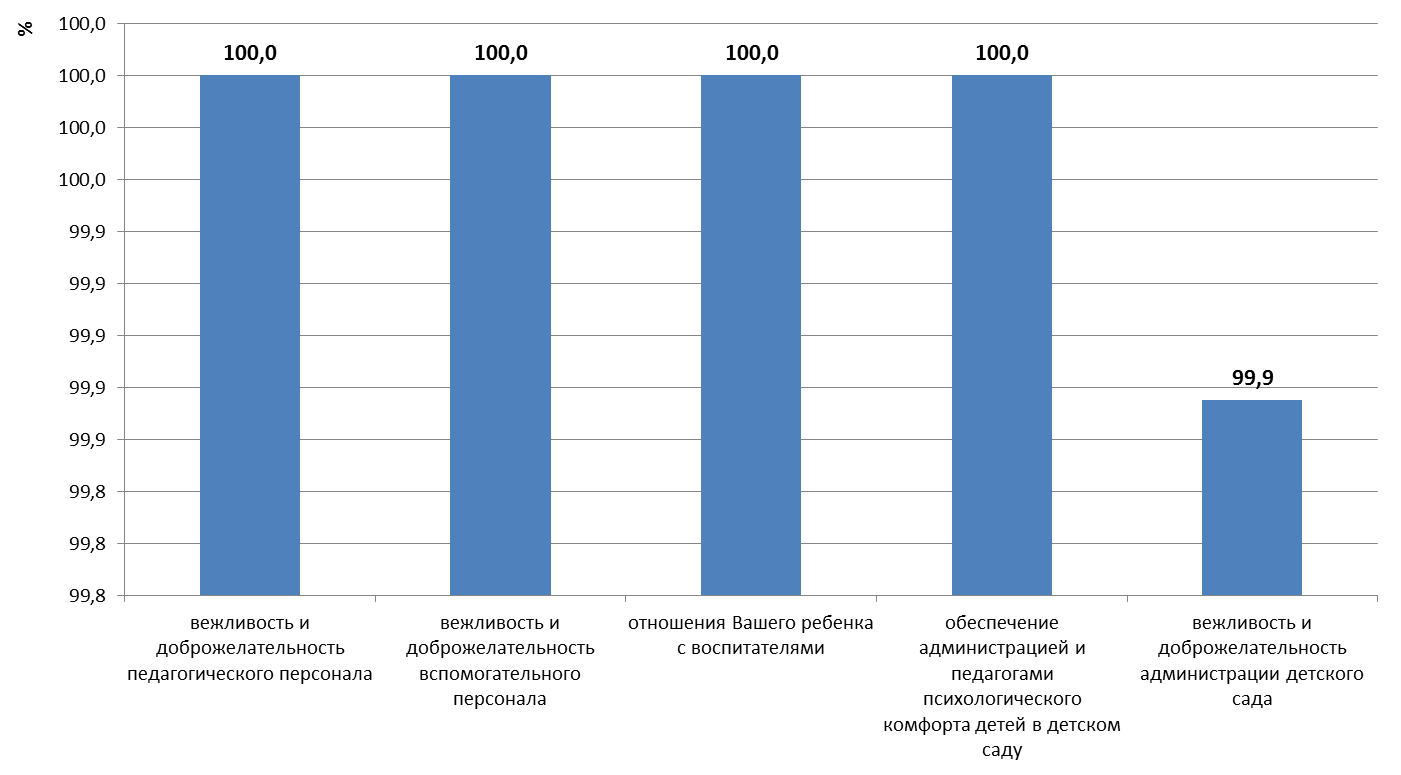 %
100,0
100,0
100,0
100,0
99,9
99,9
99,9
99,9
99,9
99,8
99,8
99,8
100,0
100,0
100,0
100,0
99,9
вежливость и
доброжелательность
педагогического персонала
вежливость и
доброжелательность
вспомогательного
персонала
отношения Вашего ребенка
с воспитателями
обеспечение
администрацией и
педагогами
психологического
комфорта детей в детском
саду
вежливость и
доброжелательность
администрации детского
сада